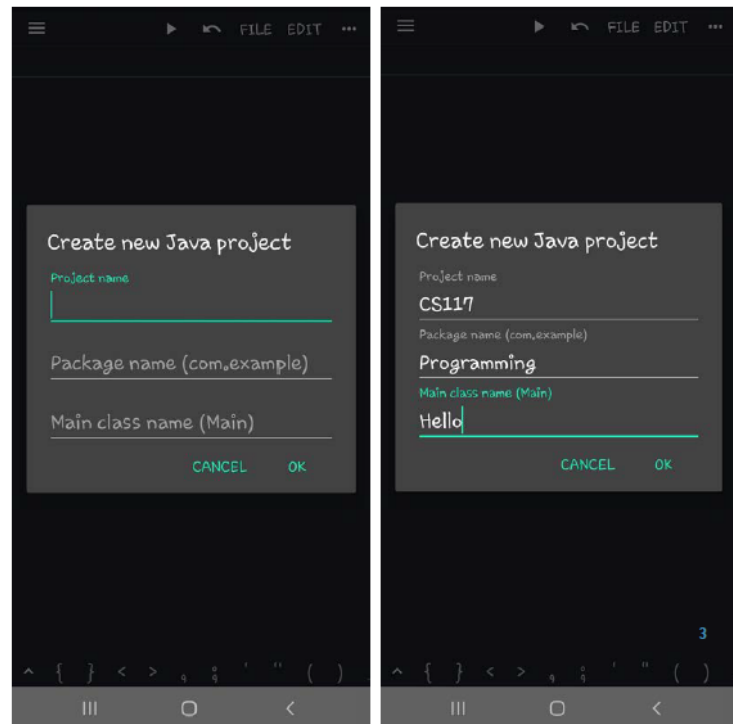 FILE EDIT ...
Create new Java project
Project name
Package name (com.example)
Main class name (Main)
CANCEL OK
^ { } < > , ; ' " ( )
FILE EDIT ...
Create new Java project
Project name
CS117
Package name (com.example)
Programming
Main class name (Main)
Hello
CANCEL OK
3
^ { } < > , ; ' " ( )